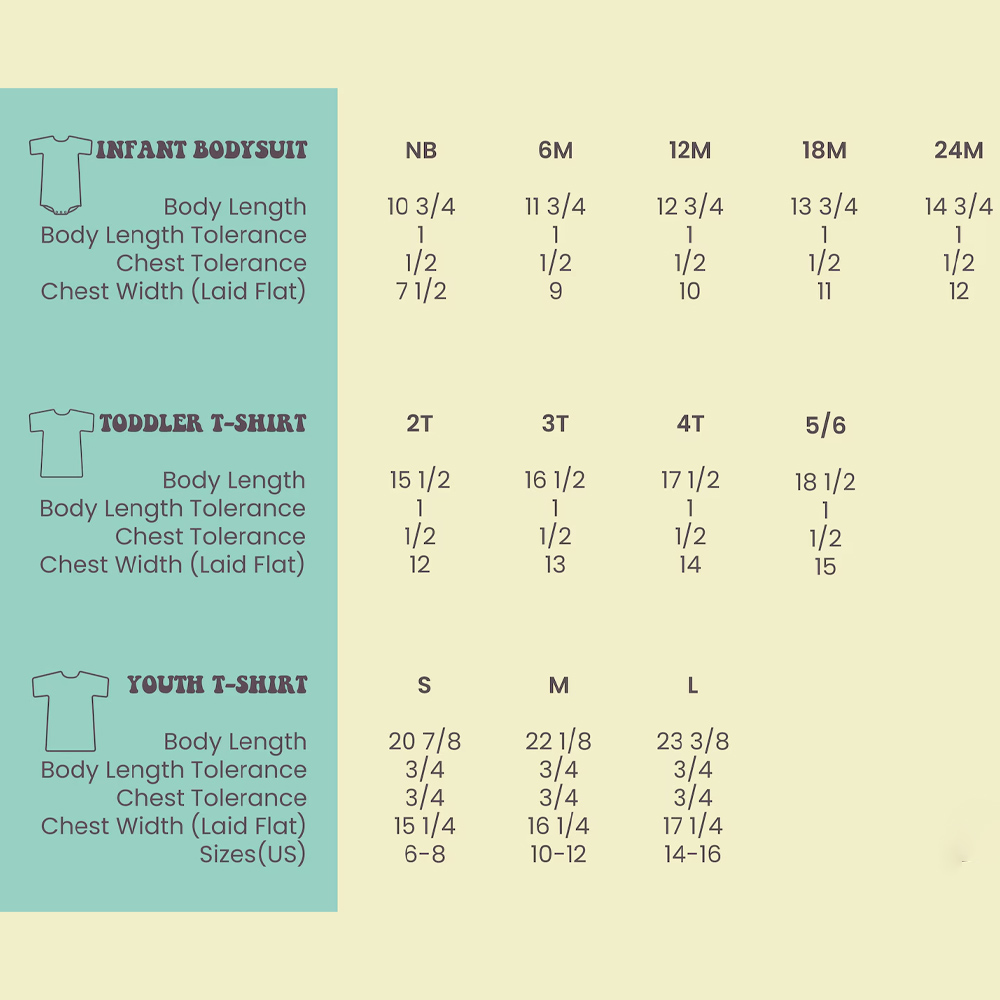 INFANT BODYSUIT NB 6M 12M 18M 24M
Body Length 10 3/4 11 3/4 12 3/4 13 3/4 14 3/4
Body Length Tolerance 1 1 1 1 1
Chest Tolerance 1/2 1/2 1/2 1/2 1/2
Chest Width (Laid Flat) 7 1/2 9 10 11 12
TODDLER T-SHIRT 2T 3T 4T 5/6
Body Length 15 1/2 16 1/2 17 1/2 18 1/2
Body Length Tolerance 1 1 1 1
Chest Tolerance 1/2 1/2 1/2 1/2
Chest Width (Laid Flat) 12 13 14 15
YOUTH T-SHIRT S M L
Body Length 20 7/8 22 1/8 23 3/8
Body Length Tolerance 3/4 3/4 3/4
Chest Tolerance 3/4 3/4 3/4
Chest Width (Laid Flat) 15 1/4 16 1/4 17 1/4
Sizes(US) 6-8 10-12 14-16